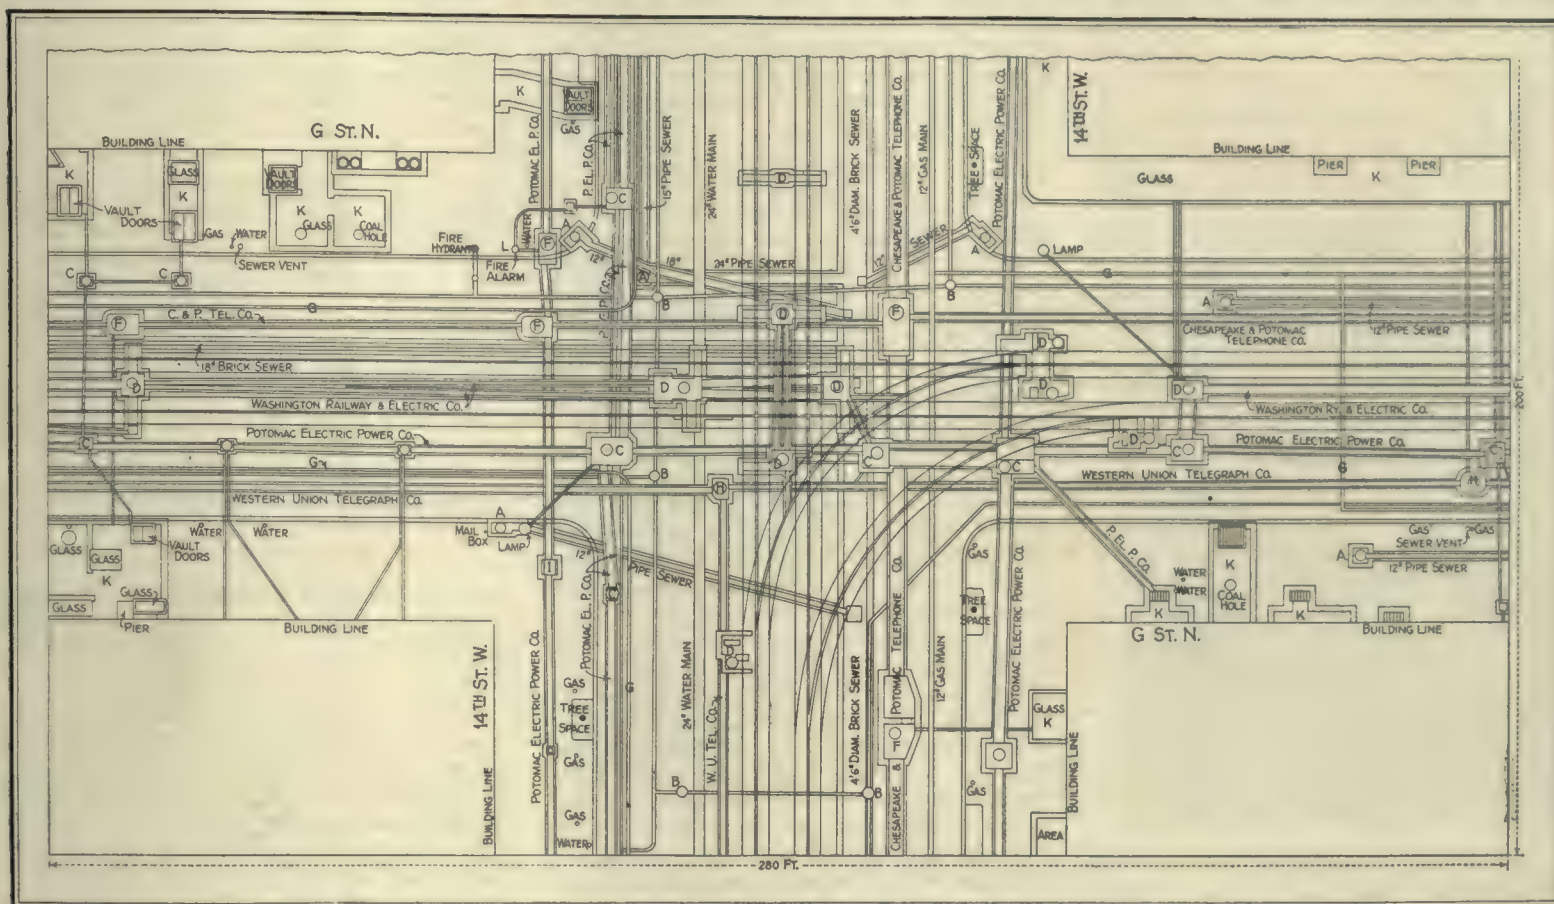 G ST. N.
BUILDING LINE
K
GLASS
K
VAULT DOORS
VAULT DOORS
K
K
GLASS
COAL HOLE
GAS
WATER
SEWER VENT
C
C
FIRE HYDRANT
FIRE ALARM
L
K
VAULT DOORS
GAS
POTOMAC EL. P. CO.
P. EL. P. CO.
15" PIPE SEWER
24" WATER MAIN
WATER
F
A
C
12"
18"
24" PIPE SEWER
D
4'6" DIAM. BRICK SEWER
CHESAPEAKE & POTOMAC TELEPHONE CO.
12" GAS MAIN
TREE SPACE
POTOMAC ELECTRIC POWER CO.
12" SEWER
A
LAMP
K
14TH ST. W.
BUILDING LINE
GLASS
PIER
K
PIER
G
B
B
G
A
12" PIPE SEWER
CHESAPEAKE & POTOMAC
TELEPHONE CO.
C. & P. TEL. CO.
F
F
D
F
D
18" BRICK SEWER
D
WASHINGTON RAILWAY & ELECTRIC CO.
D
D
D
D
WASHINGTON RY. & ELECTRIC CO.
200 FT.
C
POTOMAC ELECTRIC POWER CO.
C
D
C
C
D
C
POTOMAC ELECTRIC POWER CO.
C
G
B
WESTERN UNION TELEGRAPH CO.
H
WESTERN UNION TELEGRAPH CO.
G
H
GLASS
GLASS
K
VAULT DOORS
WATER
WATER
MAIL BOX
A
LAMP
12"
PIPE SEWER
GLASS
GLASS
PIER
BUILDING LINE
I
POTOMAC EL. P. CO.
GAS
TREE SPACE
P. EL. P. CO.
WATER
WATER
K
K
COAL HOLE
K
GAS
GAS
SEWER VENT
A
12" PIPE SEWER
G ST. N.
BUILDING LINE
14TH ST. W.
BUILDING LINE
POTOMAC ELECTRIC POWER CO.
GAS
TREE SPACE
GAS
GAS
WATER
G
24" WATER MAIN
W. U. TEL. CO.
D
B
B
4'6" DIAM. BRICK SEWER
CHESAPEAKE & POTOMAC TELEPHONE CO.
F
12" GAS MAIN
GAS
POTOMAC ELECTRIC POWER CO.
GLASS
K
BUILDING LINE
AREA
280 FT.